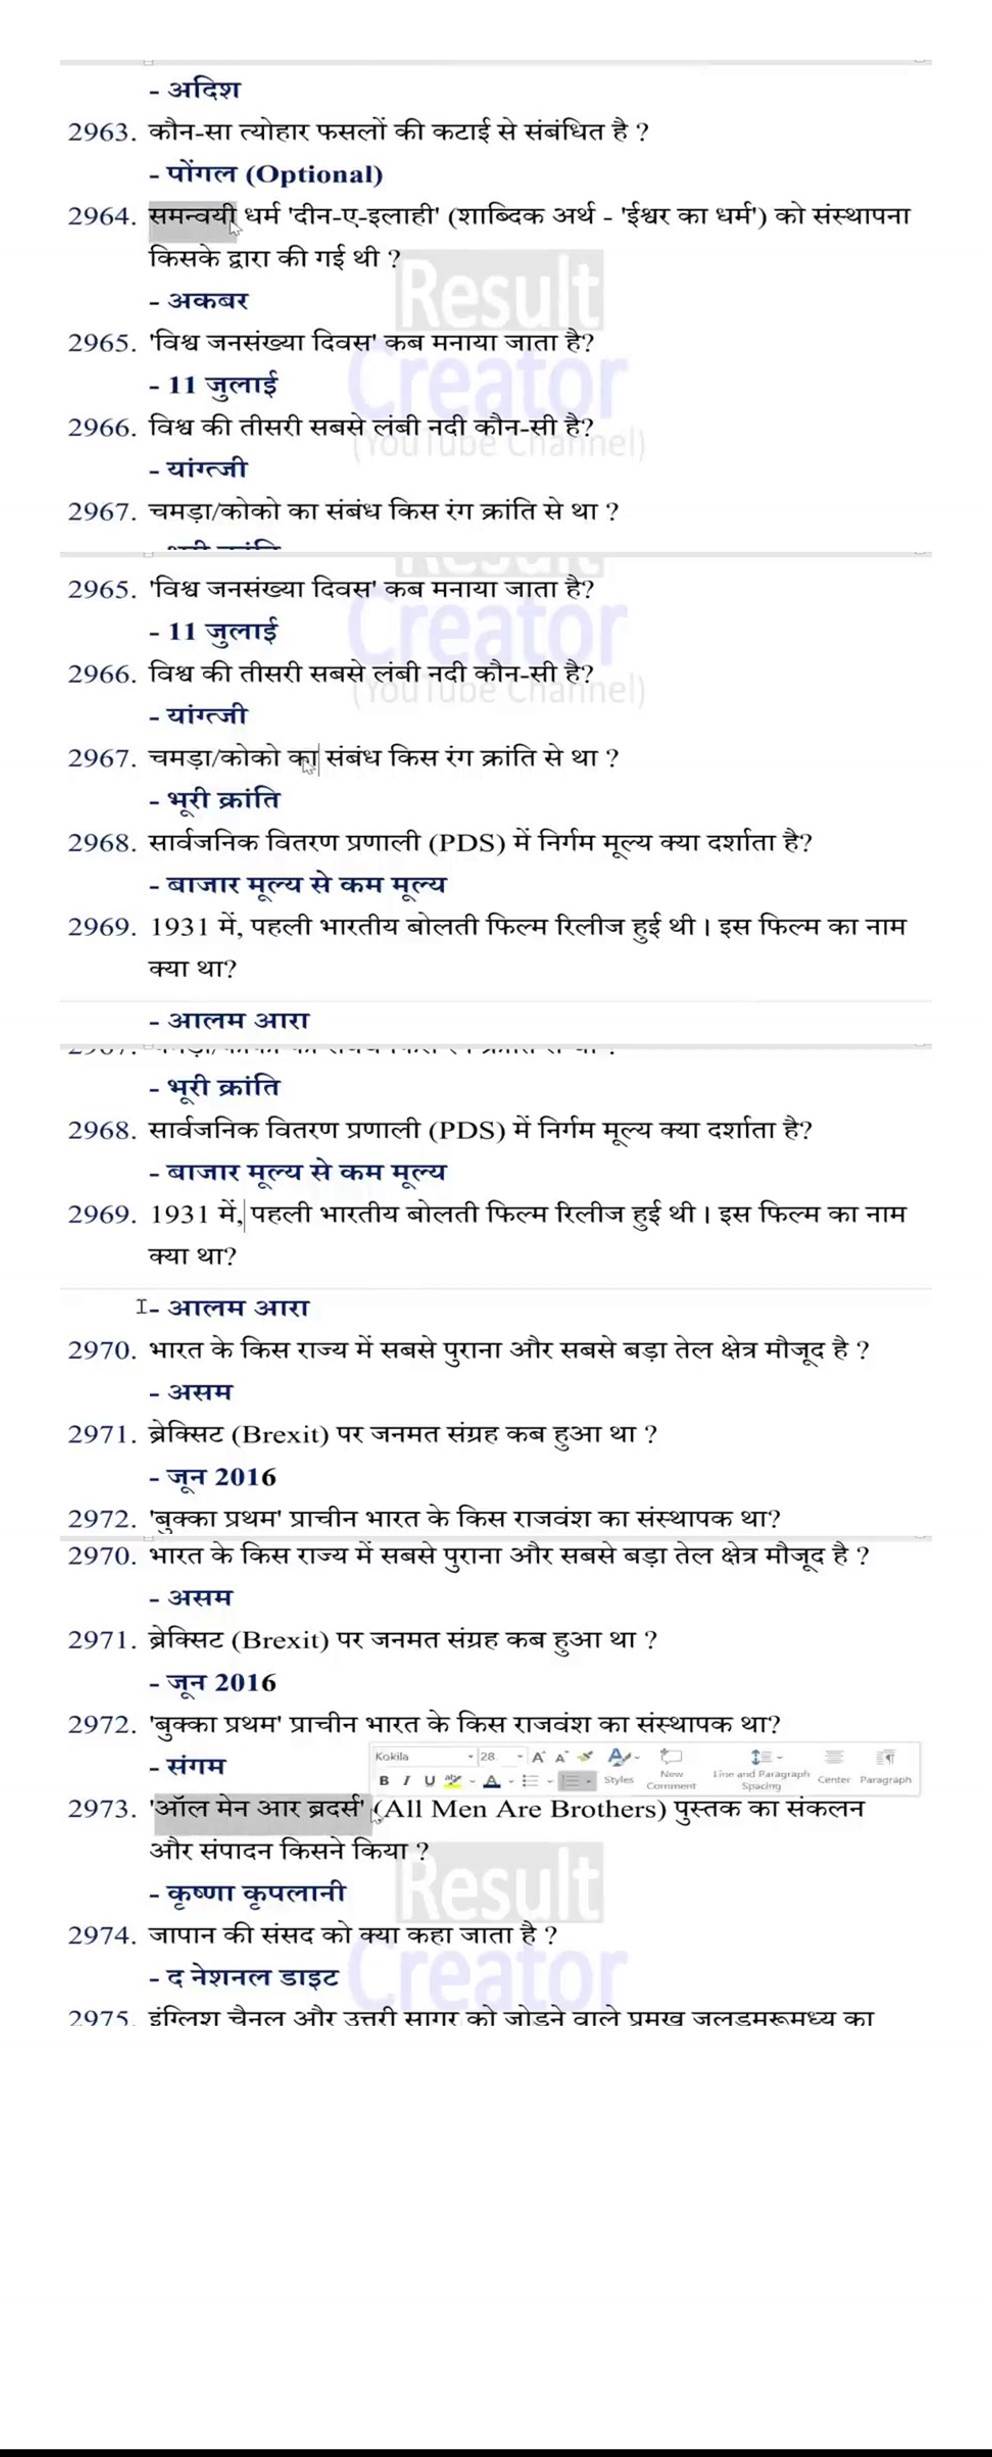 - अदिश
2963. कौन-सा त्योहार फसलों की कटाई से संबंधित है ?
- पोंगल (Optional)
2964. समन्वयी धर्म 'दीन-ए-इलाही' (शाब्दिक अर्थ - 'ईश्वर का धर्म') को संस्थापना
किसके द्वारा की गई थी ?
Result
- अकबर
2965. 'विश्व जनसंख्या दिवस' कब मनाया जाता है?
Creator
- 11 जुलाई
2966. विश्व की तीसरी सबसे लंबी नदी कौन-सी है?
(YouTube Channel)
- यांग्त्जी
2967. चमड़ा/कोको का संबंध किस रंग क्रांति से था ?
2965. 'विश्व जनसंख्या दिवस' कब मनाया जाता है?
Creator
- 11 जुलाई
2966. विश्व की तीसरी सबसे लंबी नदी कौन-सी है?
(YouTube Channel)
- यांग्त्जी
2967. चमड़ा/कोको का संबंध किस रंग क्रांति से था ?
- भूरी क्रांति
2968. सार्वजनिक वितरण प्रणाली (PDS) में निर्गम मूल्य क्या दर्शाता है?
- बाजार मूल्य से कम मूल्य
2969. 1931 में, पहली भारतीय बोलती फिल्म रिलीज हुई थी। इस फिल्म का नाम
क्या था?
- आलम आरा
- भूरी क्रांति
2968. सार्वजनिक वितरण प्रणाली (PDS) में निर्गम मूल्य क्या दर्शाता है?
- बाजार मूल्य से कम मूल्य
2969. 1931 में, पहली भारतीय बोलती फिल्म रिलीज हुई थी। इस फिल्म का नाम
क्या था?
- आलम आरा
2970. भारत के किस राज्य में सबसे पुराना और सबसे बड़ा तेल क्षेत्र मौजूद है ?
- असम
2971. ब्रेक्सिट (Brexit) पर जनमत संग्रह कब हुआ था ?
- जून 2016
2972. 'बुक्का प्रथम' प्राचीन भारत के किस राजवंश का संस्थापक था?
2970. भारत के किस राज्य में सबसे पुराना और सबसे बड़ा तेल क्षेत्र मौजूद है ?
- असम
2971. ब्रेक्सिट (Brexit) पर जनमत संग्रह कब हुआ था ?
- जून 2016
2972. 'बुक्का प्रथम' प्राचीन भारत के किस राजवंश का संस्थापक था?
- संगम
Kokila 28
B I U Styles New Comment Line and Paragraph Spacing Center Paragraph
2973. 'ऑल मेन आर ब्रदर्स' (All Men Are Brothers) पुस्तक का संकलन
और संपादन किसने किया ?
Result
- कृष्णा कृपलानी
2974. जापान की संसद को क्या कहा जाता है ?
Creator
- द नेशनल डाइट
2975. इंग्लिश चैनल और उत्तरी सागर को जोड़ने वाले प्रमुख जलडमरूमध्य का